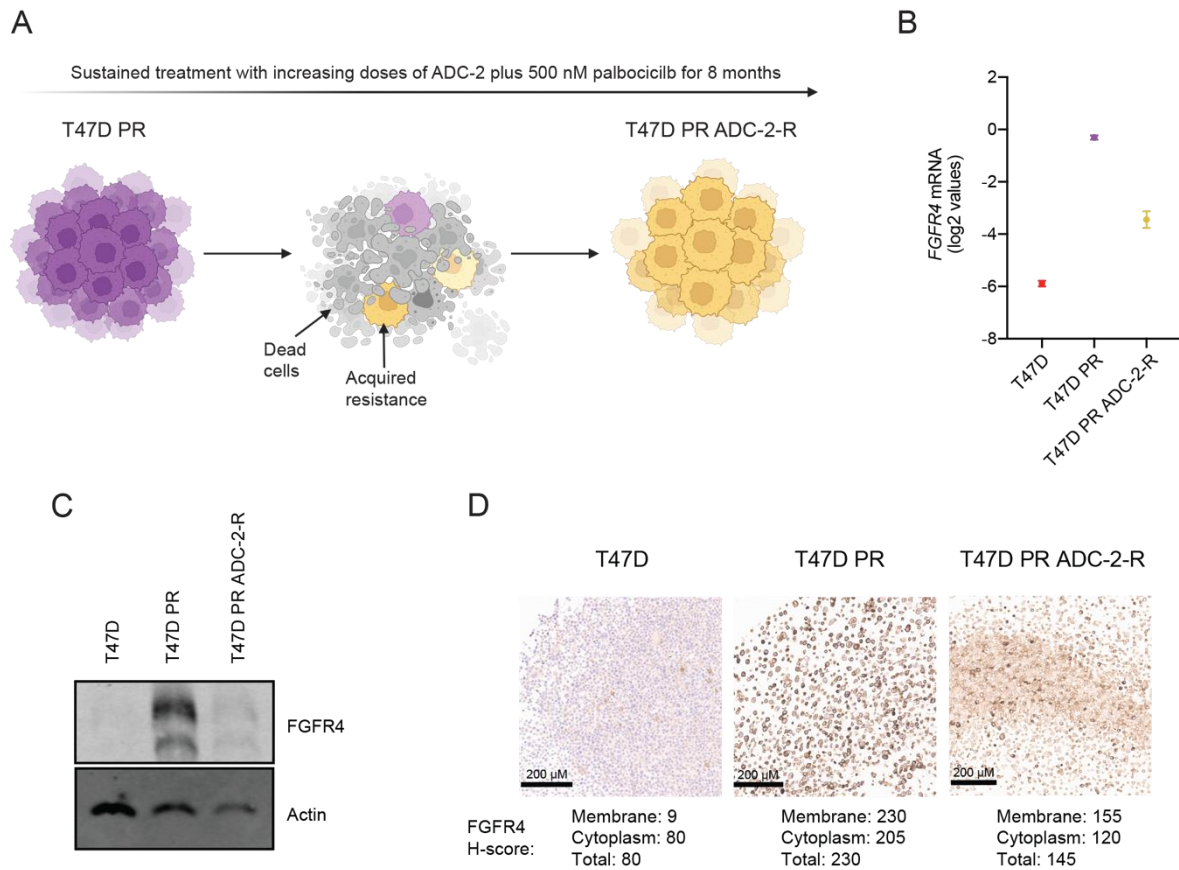 A
Sustained treatment with increasing doses of ADC-2 plus 500 nM palbocicilb for 8 months
T47D PR
T47D PR ADC-2-R
Dead
cells
Acquired
resistance
B
FGFR4 mRNA
(log2 values)
2
0
-2
-4
-6
-8
T47D
T47D PR
T47D PR ADC-2-R
C
T47D
T47D PR
T47D PR ADC-2-R
FGFR4
Actin
D
T47D
T47D PR
T47D PR ADC-2-R
200 µM
200 µM
200 µM
FGFR4
H-score:
Membrane: 9
Cytoplasm: 80
Total: 80
Membrane: 230
Cytoplasm: 205
Total: 230
Membrane: 155
Cytoplasm: 120
Total: 145